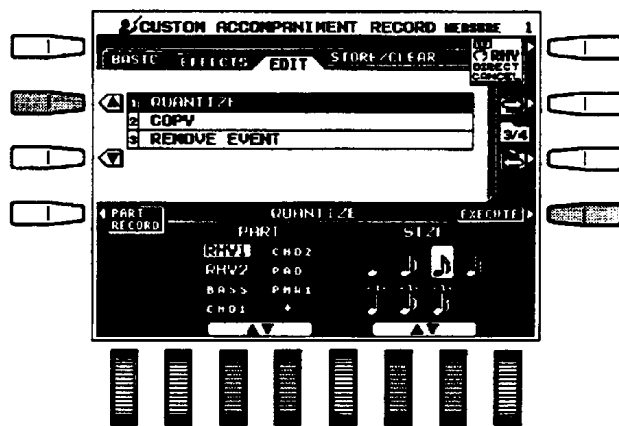 CUSTOM ACCOMPANIMENT RECORD MEASURE 1
BASIC EFFECTS EDIT STORE/CLEAR
RHY
DIRECT
CANCEL
1 QUANTIZE
2 COPY
3 REMOVE EVENT
3/4
PART RECORD
QUANTIZE
EXECUTE
PART
SIZE
RHY1 CHD2
RHY2 PAD
BASS
CHD1